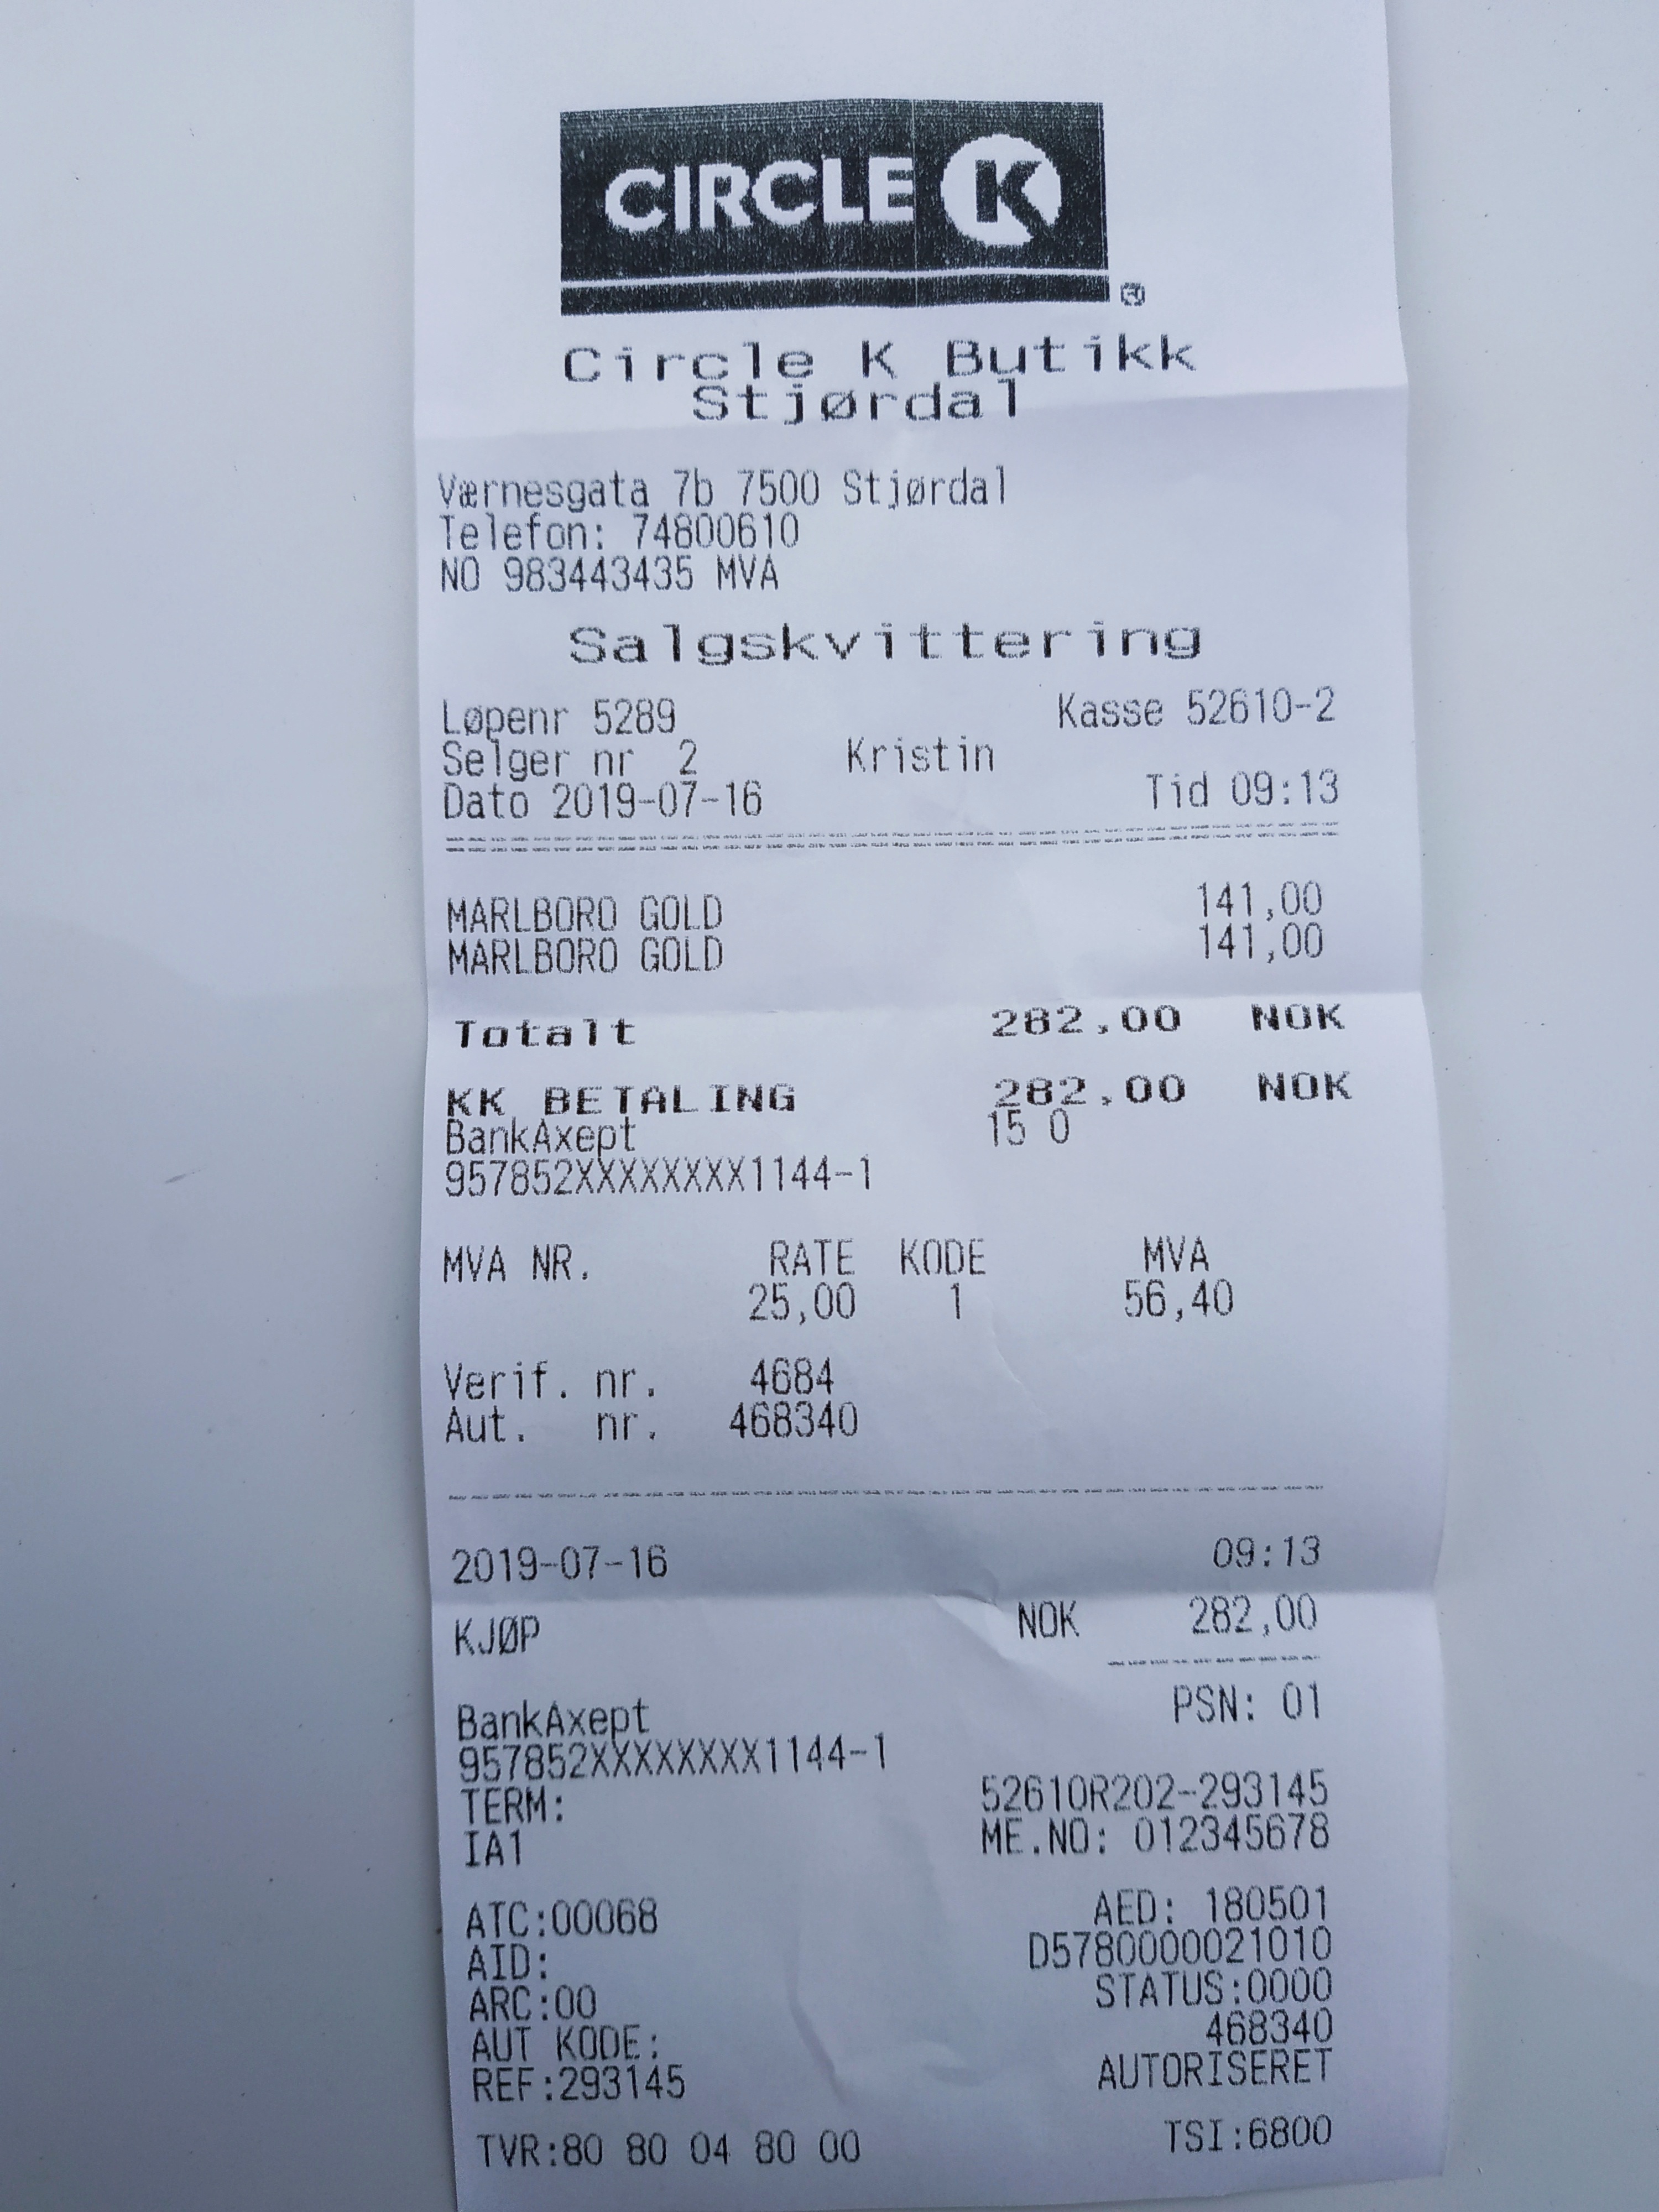 CIRCLE K
®
Circle K Butikk
Stjørdal
Værnesgata 7b 7500 Stjørdal
Telefon: 74800610
NO 983443435 MVA
Salgskvittering
Løpenr 5289 Kasse 52610-2
Selger nr 2 Kristin
Dato 2019-07-16 Tid 09:13
MARLBORO GOLD 141,00
MARLBORO GOLD 141,00
Totalt 282,00 NOK
KK BETALING 282,00 NOK
BankAxept 15 0
957852XXXXXXXX1144-1
MVA NR. RATE KODE MVA
25,00 1 56,40
Verif. nr. 4684
Aut. nr. 468340
2019-07-16 09:13
KJØP NOK 282,00
BankAxept PSN: 01
957852XXXXXXXX1144-1
TERM: 52610R202-293145
IA1 ME.NO: 012345678
ATC:00068 AED: 180501
AID: D5780000021010
ARC:00 STATUS:0000
AUT KODE: 468340
REF:293145 AUTORISERET
TVR:80 80 04 80 00 TSI:6800